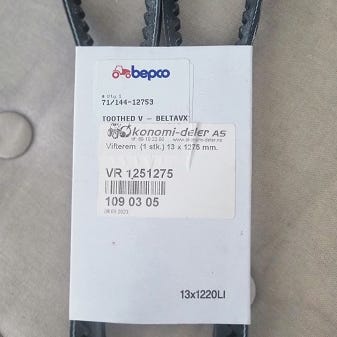 bepco
71/144-12753
TOOTHED V - BELTAVX
Økonomi-deler AS
Vifterem (1 stk.) 13 x 1275 mm.
VR 1251275
109 03 05
13x1220LI